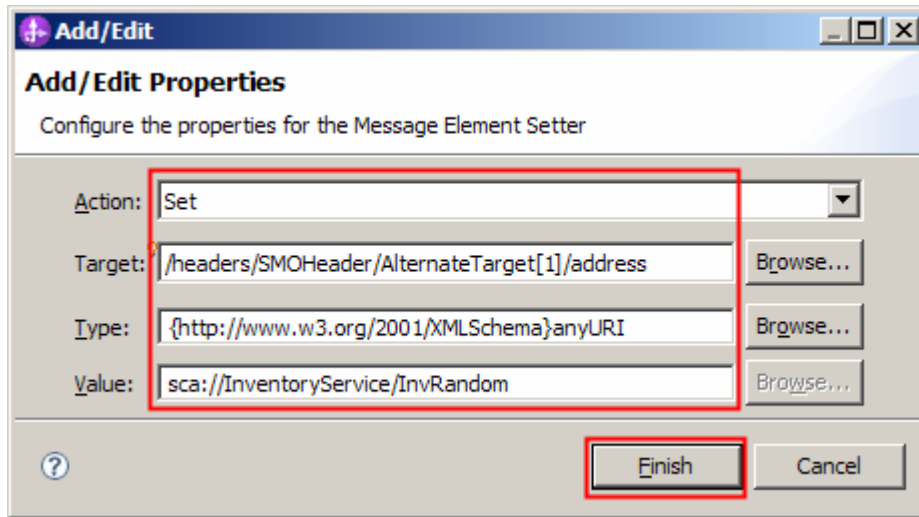 Add/Edit
Add/Edit Properties
Configure the properties for the Message Element Setter
Action: Set
Target: /headers/SMOHeader/AlternateTarget[1]/address Browse...
Type: {http://www.w3.org/2001/XMLSchema}anyURI Browse...
Value: sca://InventoryService/InvRandom Browse...
? Finish Cancel